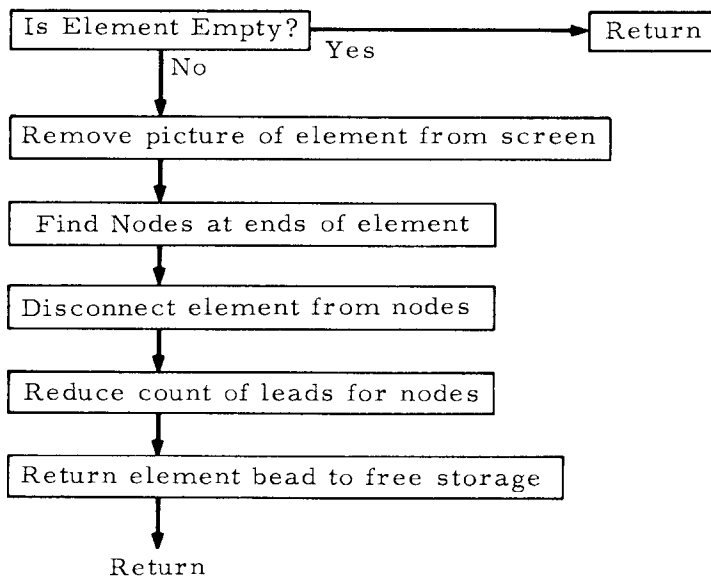 Is Element Empty?
Yes
Return
No
Remove picture of element from screen
Find Nodes at ends of element
Disconnect element from nodes
Reduce count of leads for nodes
Return element bead to free storage
Return